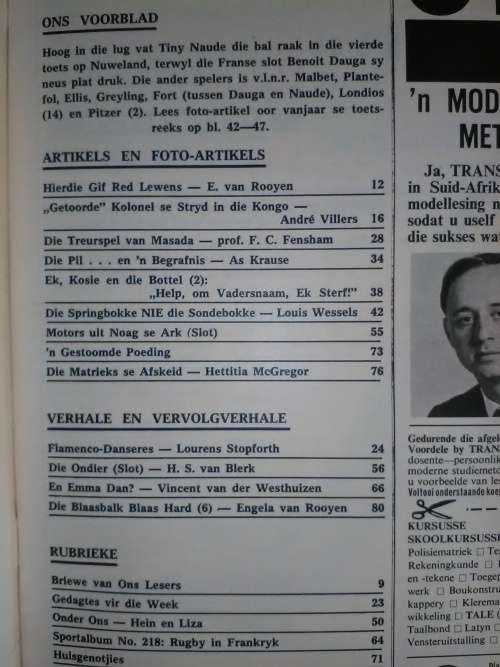 ONS VOORBLAD
Hoog in die lug vat Tiny Naude die bal raak in die vierde
toets op Nuweland, terwyl die Franse slot Benoit Dauga sy
neus plat druk. Die ander spelers is v.l.n.r. Malbet, Plante-
fol, Ellis, Greyling, Fort (tussen Dauga en Naude), Londios
(14) en Pitzer (2). Lees foto-artikel oor vanjaar se toets-
reeks op bl. 42—47.
ARTIKELS EN FOTO-ARTIKELS
Hierdie Gif Red Lewens — E. van Rooyen 12
„Getoorde” Kolonel se Stryd in die Kongo —
André Villers 16
Die Treurspel van Masada — prof. F. C. Fensham 28
Die Pil . . . en 'n Begrafnis — As Krause 34
Ek, Kosie en die Bottel (2):
„Help, om Vadersnaam, Ek Sterf!” 38
Die Springbokke NIE die Sondebokke — Louis Wessels 42
Motors uit Noag se Ark (Slot) 55
'n Gestoomde Poeding 73
Die Matrieks se Afskeid — Hettitia McGregor 76
VERHALE EN VERVOLGVERHALE
Flamenco-Danseres — Lourens Stopforth 24
Die Ondier (Slot) — H. S. van Blerk 56
En Emma Dan? — Vincent van der Westhuizen 66
Die Blaasbalk Blaas Hard (6) — Engela van Rooyen 80
RUBRIEKE
Briewe van Ons Lesers 9
Gedagtes vir die Week 23
Onder Ons — Hein en Liza 50
Sportalbum No. 218: Rugby in Frankryk 64
Huisgenotjies 71
'n MOD
MET
Ja, TRANS
in Suid-Afrik
modellesing n
sodat u uself
die sukses wa
Gedurende die afgel
Voordele by TRAN
dosente—persoonlik
moderne studiemeto
u voorbeelde van les
Voltooi onderstaande koe
KURSUSSE
SKOOLKURSUSSE
Polisiematriek □ Te
Rekeningkunde □
en -tekene □ Toege
werk □ Boukonstru
kappery □ Klerema
wikkeling □ TALE (
Taalbond □ Latyn □
Vensteruitstalling □